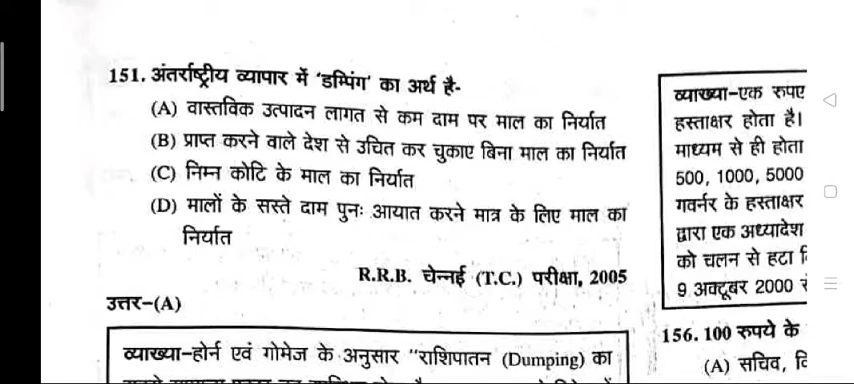 151. अंतर्राष्ट्रीय व्यापार में 'डम्पिंग' का अर्थ है-
(A) वास्तविक उत्पादन लागत से कम दाम पर माल का निर्यात
(B) प्राप्त करने वाले देश से उचित कर चुकाए बिना माल का निर्यात
(C) निम्न कोटि के माल का निर्यात
(D) मालों के सस्ते दाम पुनः आयात करने मात्र के लिए माल का
निर्यात
R.R.B. चेन्नई (T.C.) परीक्षा, 2005
उत्तर-(A)
व्याख्या-होर्न एवं गोमेज के अनुसार "राशिपातन (Dumping) का
व्याख्या-एक रुपए
हस्ताक्षर होता है।
माध्यम से ही होता
500, 1000, 5000
गवर्नर के हस्ताक्षर
द्वारा एक अध्यादेश
को चलन से हटा
9 अक्टूबर 2000
156. 100 रुपये के
(A) सचिव,